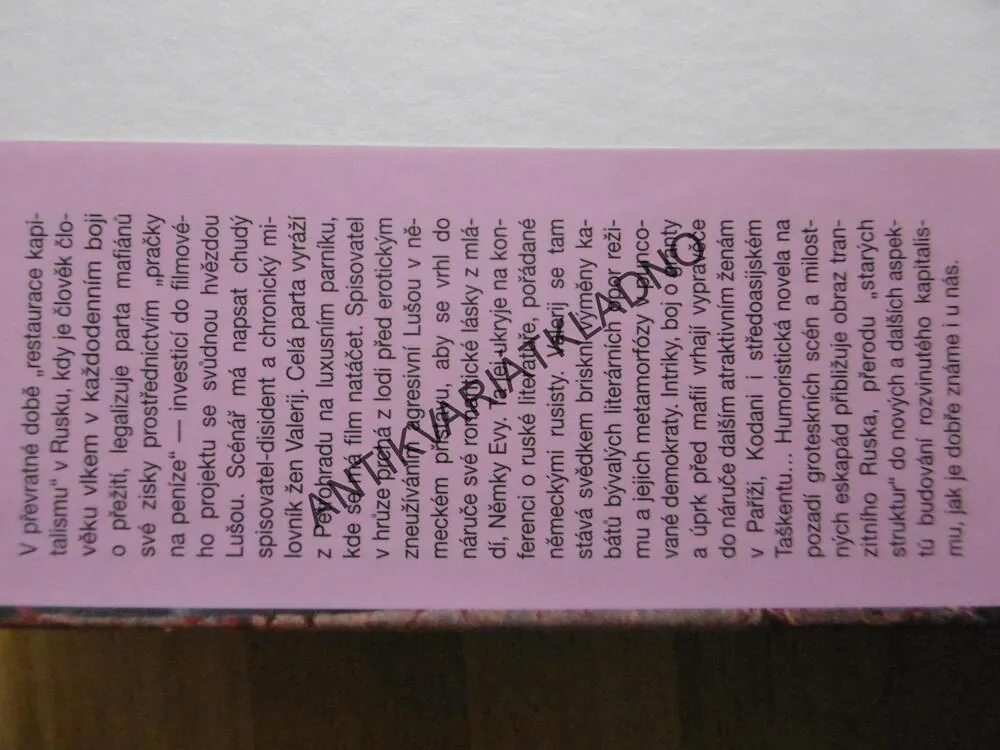 V převratné době „restaurace kapi-
talismu“ v Rusku, kdy je člověk člo-
věku vlkem v každodenním boji
o přežití, legalizuje parta mafiánů
své zisky prostřednictvím „pračky
na peníze“ — investicí do filmové-
ho projektu se svůdnou hvězdou
Lušou. Scénář má napsat chudý
spisovatel-disident a chronický mi-
lovník žen Valerij. Celá parta vyráží
z Petrohradu na luxusním parníku,
kde se má film natáčet. Spisovatel
v hrůze prchá z lodi před erotickým
zneužíváním agresivní Lušou v ně-
meckém přístavu, aby se vrhl do
náruče své romantické lásky z mlá-
dí, Němky Evy. Ta jej ukryje na kon-
ferenci o ruské literatuře, pořádané
německými rusisty. Valerij se tam
stává svědkem briskní výměny ka-
bátů bývalých literárních opor reži-
mu a jejich metamorfózy v
vané demokraty. Intriky, boj o granty
a úprk před mafií vrhají vypravěče
do náruče dalším atraktivním ženám
v Paříži, Kodani i středoasijském
Taškentu... Humoristická novela na
pozadí groteskních scén a milost-
ných eskapád přibližuje obraz tran-
zitního Ruska, přerodu „starých
struktur“ do nových a dalších aspek-
tů budování rozvinutého kapitalis-
mu, jak je dobře známe i u nás.
ANTIKVARIATKLADNO